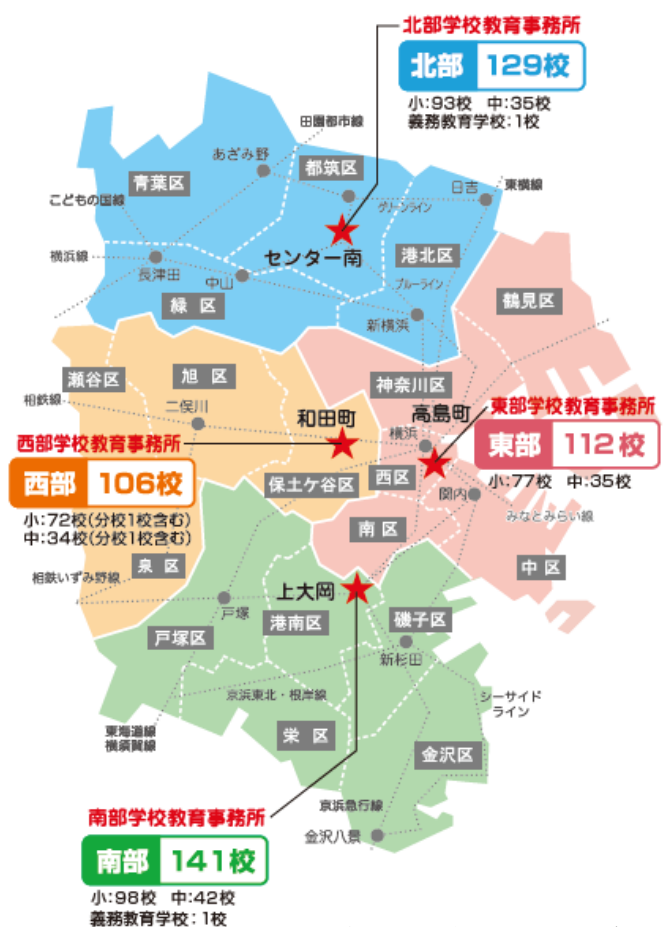 北部学校教育事務所
北部 129校
小:93校 中:35校
義務教育学校:1校
田園都市線
あざみ野
都筑区
青葉区
日吉
東横線
こどもの国線
グリーンライン
センター南
港北区
横浜線
長津田
中山
ブルーライン
緑区
新横浜
鶴見区
瀬谷区
旭区
神奈川区
相鉄線
二俣川
和田町
高島町
東部学校教育事務所
東部 112校
小:77校 中:35校
横浜
西部学校教育事務所
西部 106校
小:72校(分校1校含む)
中:34校(分校1校含む)
保土ケ谷区
西区
関内
みなとみらい線
南区
泉区
中区
相鉄いずみ野線
上大岡
戸塚
港南区
磯子区
戸塚区
新杉田
京浜東北・根岸線
シーサイド
ライン
東海道線
横須賀線
栄区
金沢区
京浜急行線
金沢八景
南部学校教育事務所
南部 141校
小:98校 中:42校
義務教育学校:1校